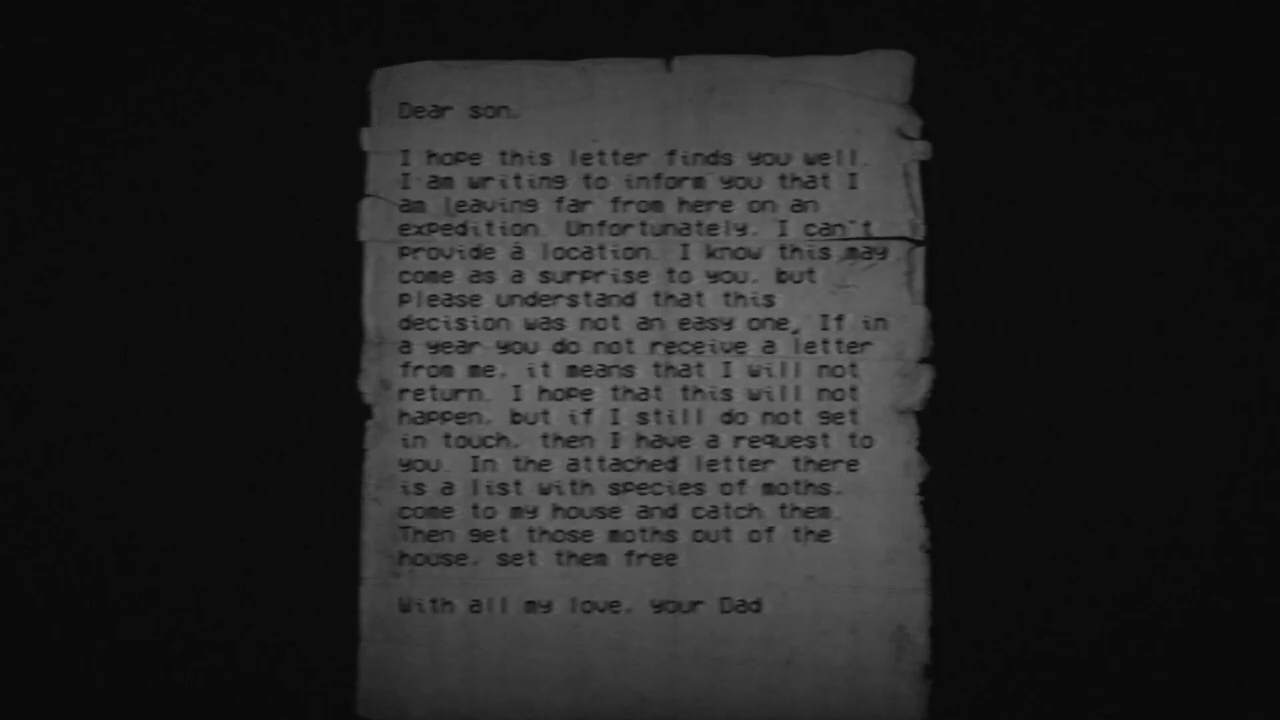 Dear son,
I hope this letter finds you well.
I am writing to inform you that I
am leaving far from here on an
expedition. Unfortunately, I can't
provide a location. I know this may
come as a surprise to you, but
please understand that this
decision was not an easy one, If in
a year you do not receive a letter
from me, it means that I will not
return. I hope that this will not
happen, but if I still do not get
in touch, then I have a request to
you. In the attached letter there
is a list with species of moths,
come to my house and catch them.
Then get those moths out of the
house, set them free
With all my love, your Dad